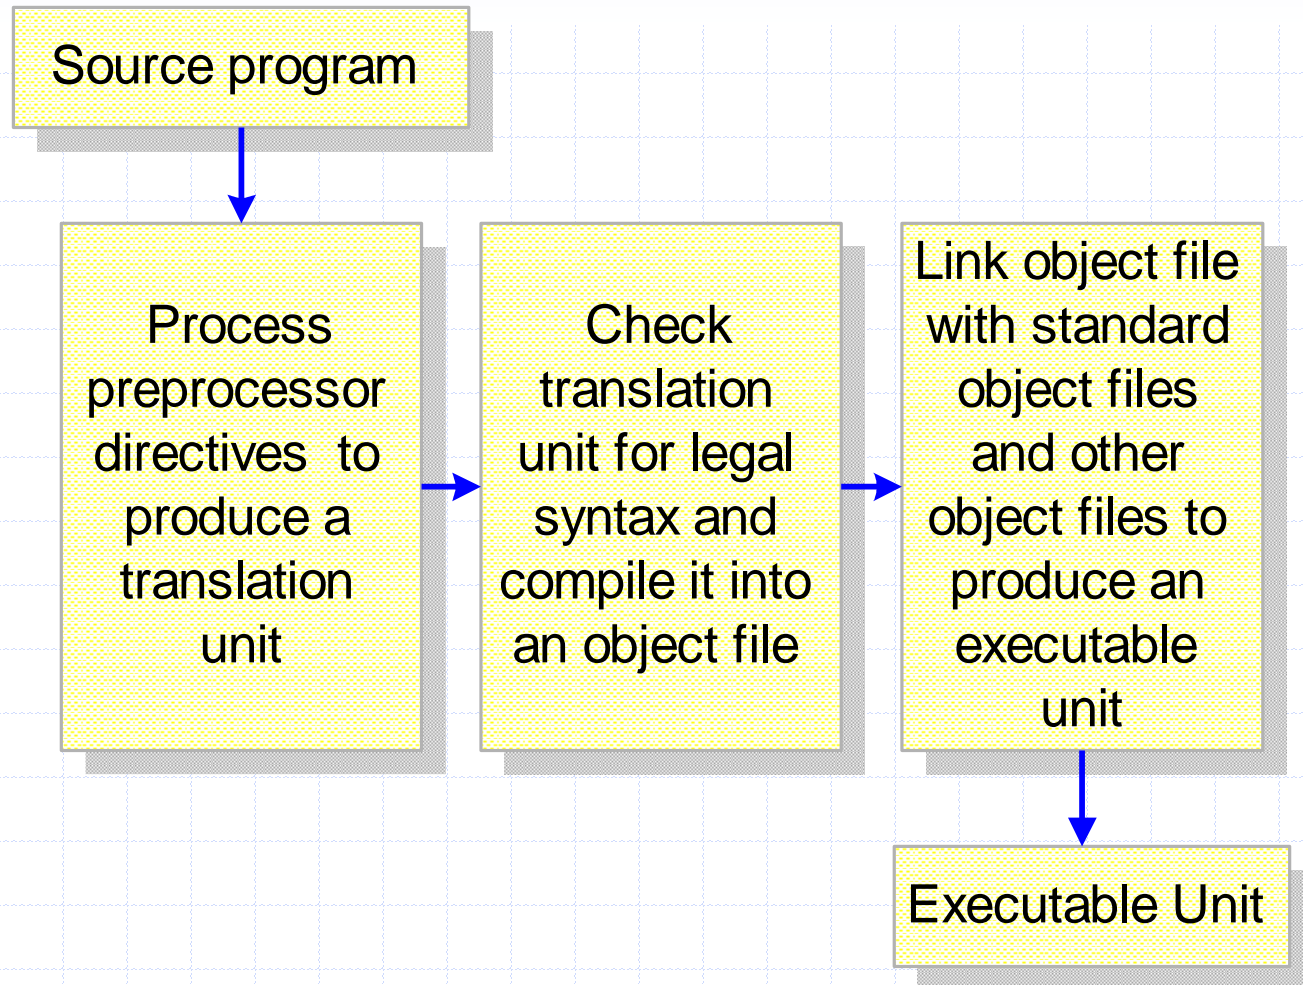 Source program
Process
preprocessor
directives to
produce a
translation
unit
Check
translation
unit for legal
syntax and
compile it into
an object file
Link object file
with standard
object files
and other
object files to
produce an
executable
unit
Executable Unit